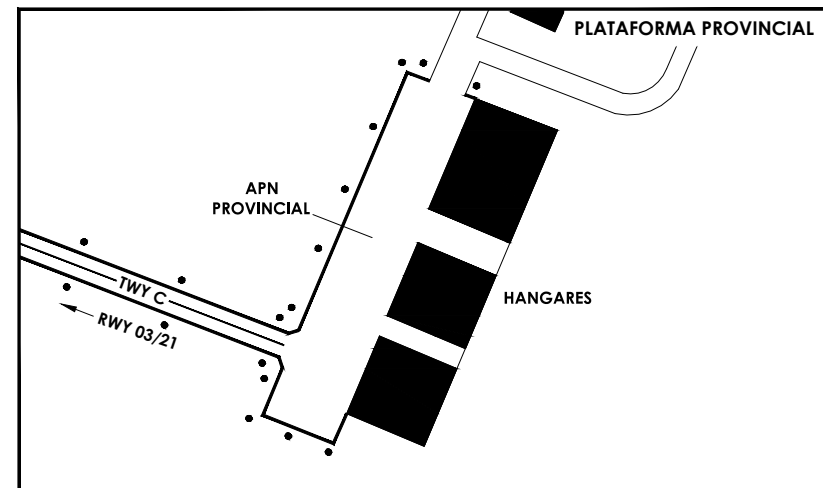 PLATAFORMA PROVINCIAL
APN
PROVINCIAL
TWY C
HANGARES
RWY 03/21